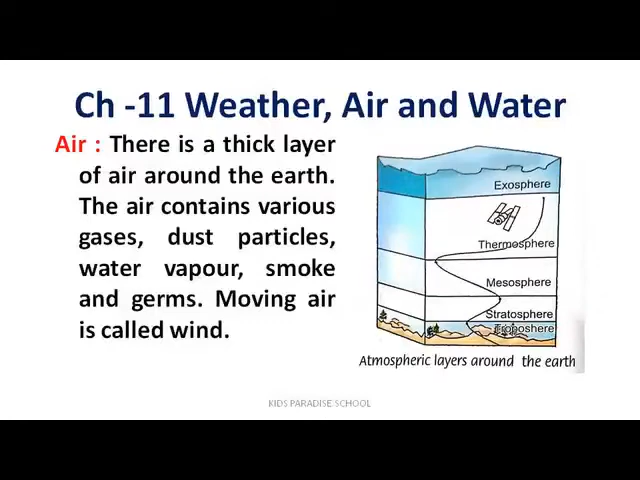 Ch -11 Weather, Air and Water
Air : There is a thick layer
of air around the earth.
The air contains various
gases, dust particles,
water vapour, smoke
and germs. Moving air
is called wind.
Exosphere
Thermosphere
Mesosphere
Stratosphere
Troposhere
Atmospheric layers around the earth
KIDS PARADISE SCHOOL